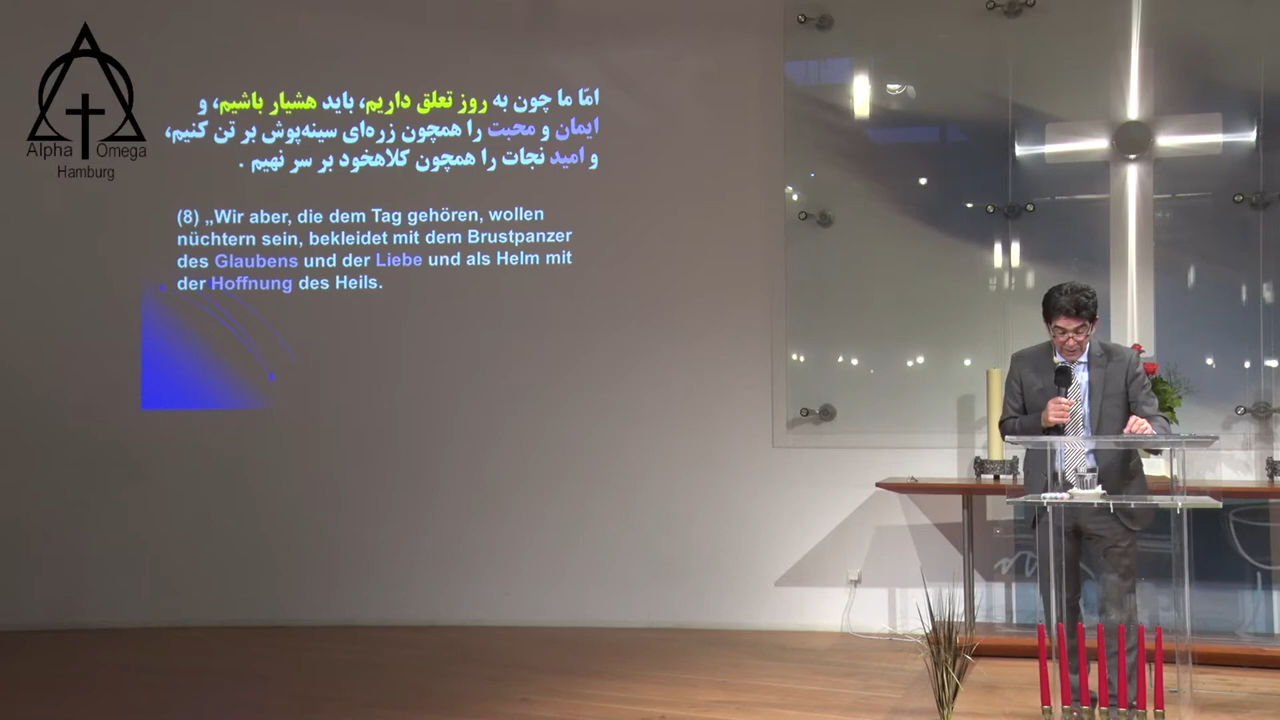 Alpha Omega
Hamburg
امّا ما چون به روز تعلق داریم، باید هشیار باشیم، و
ایمان و محبت را همچون زره‌ای سینه‌پوش بر تن کنیم،
و امید نجات را همچون کلاهخود بر سر نهیم .
(8) „Wir aber, die dem Tag gehören, wollen
nüchtern sein, bekleidet mit dem Brustpanzer
des Glaubens und der Liebe und als Helm mit
der Hoffnung des Heils.